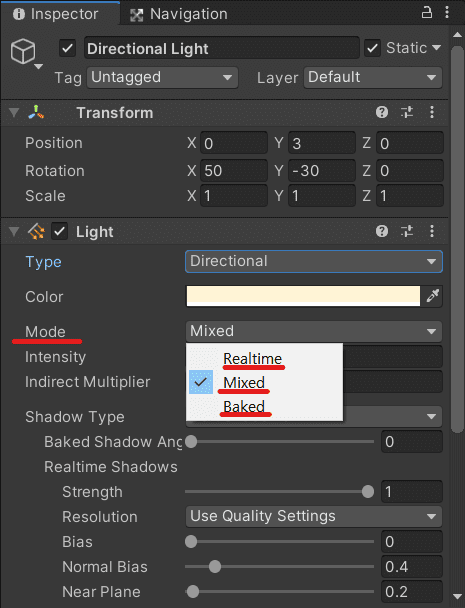 Inspector Navigation
Directional Light Static
Tag Untagged Layer Default
Transform
Position X 0 Y 3 Z 0
Rotation X 50 Y -30 Z 0
Scale X 1 Y 1 Z 1
Light
Type Directional
Color
Mode Mixed
Realtime
Intensity
Mixed
Indirect Multiplier
Baked
Shadow Type
Baked Shadow Ang 0
Realtime Shadows
Strength 1
Resolution Use Quality Settings
Bias 0
Normal Bias 0.4
Near Plane 0.2